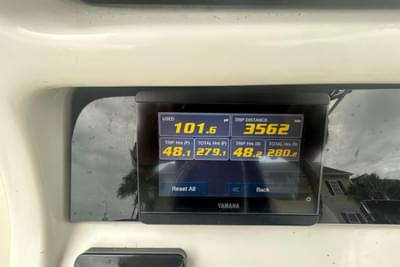 USED TRIP DISTANCE
101.6 3562
TRIP Hrs (P) TOTAL Hrs (P) TRIP Hrs (S) TOTAL Hrs (S)
48.1 279.1 48.2 280.2
Reset All Back
YAMAHA